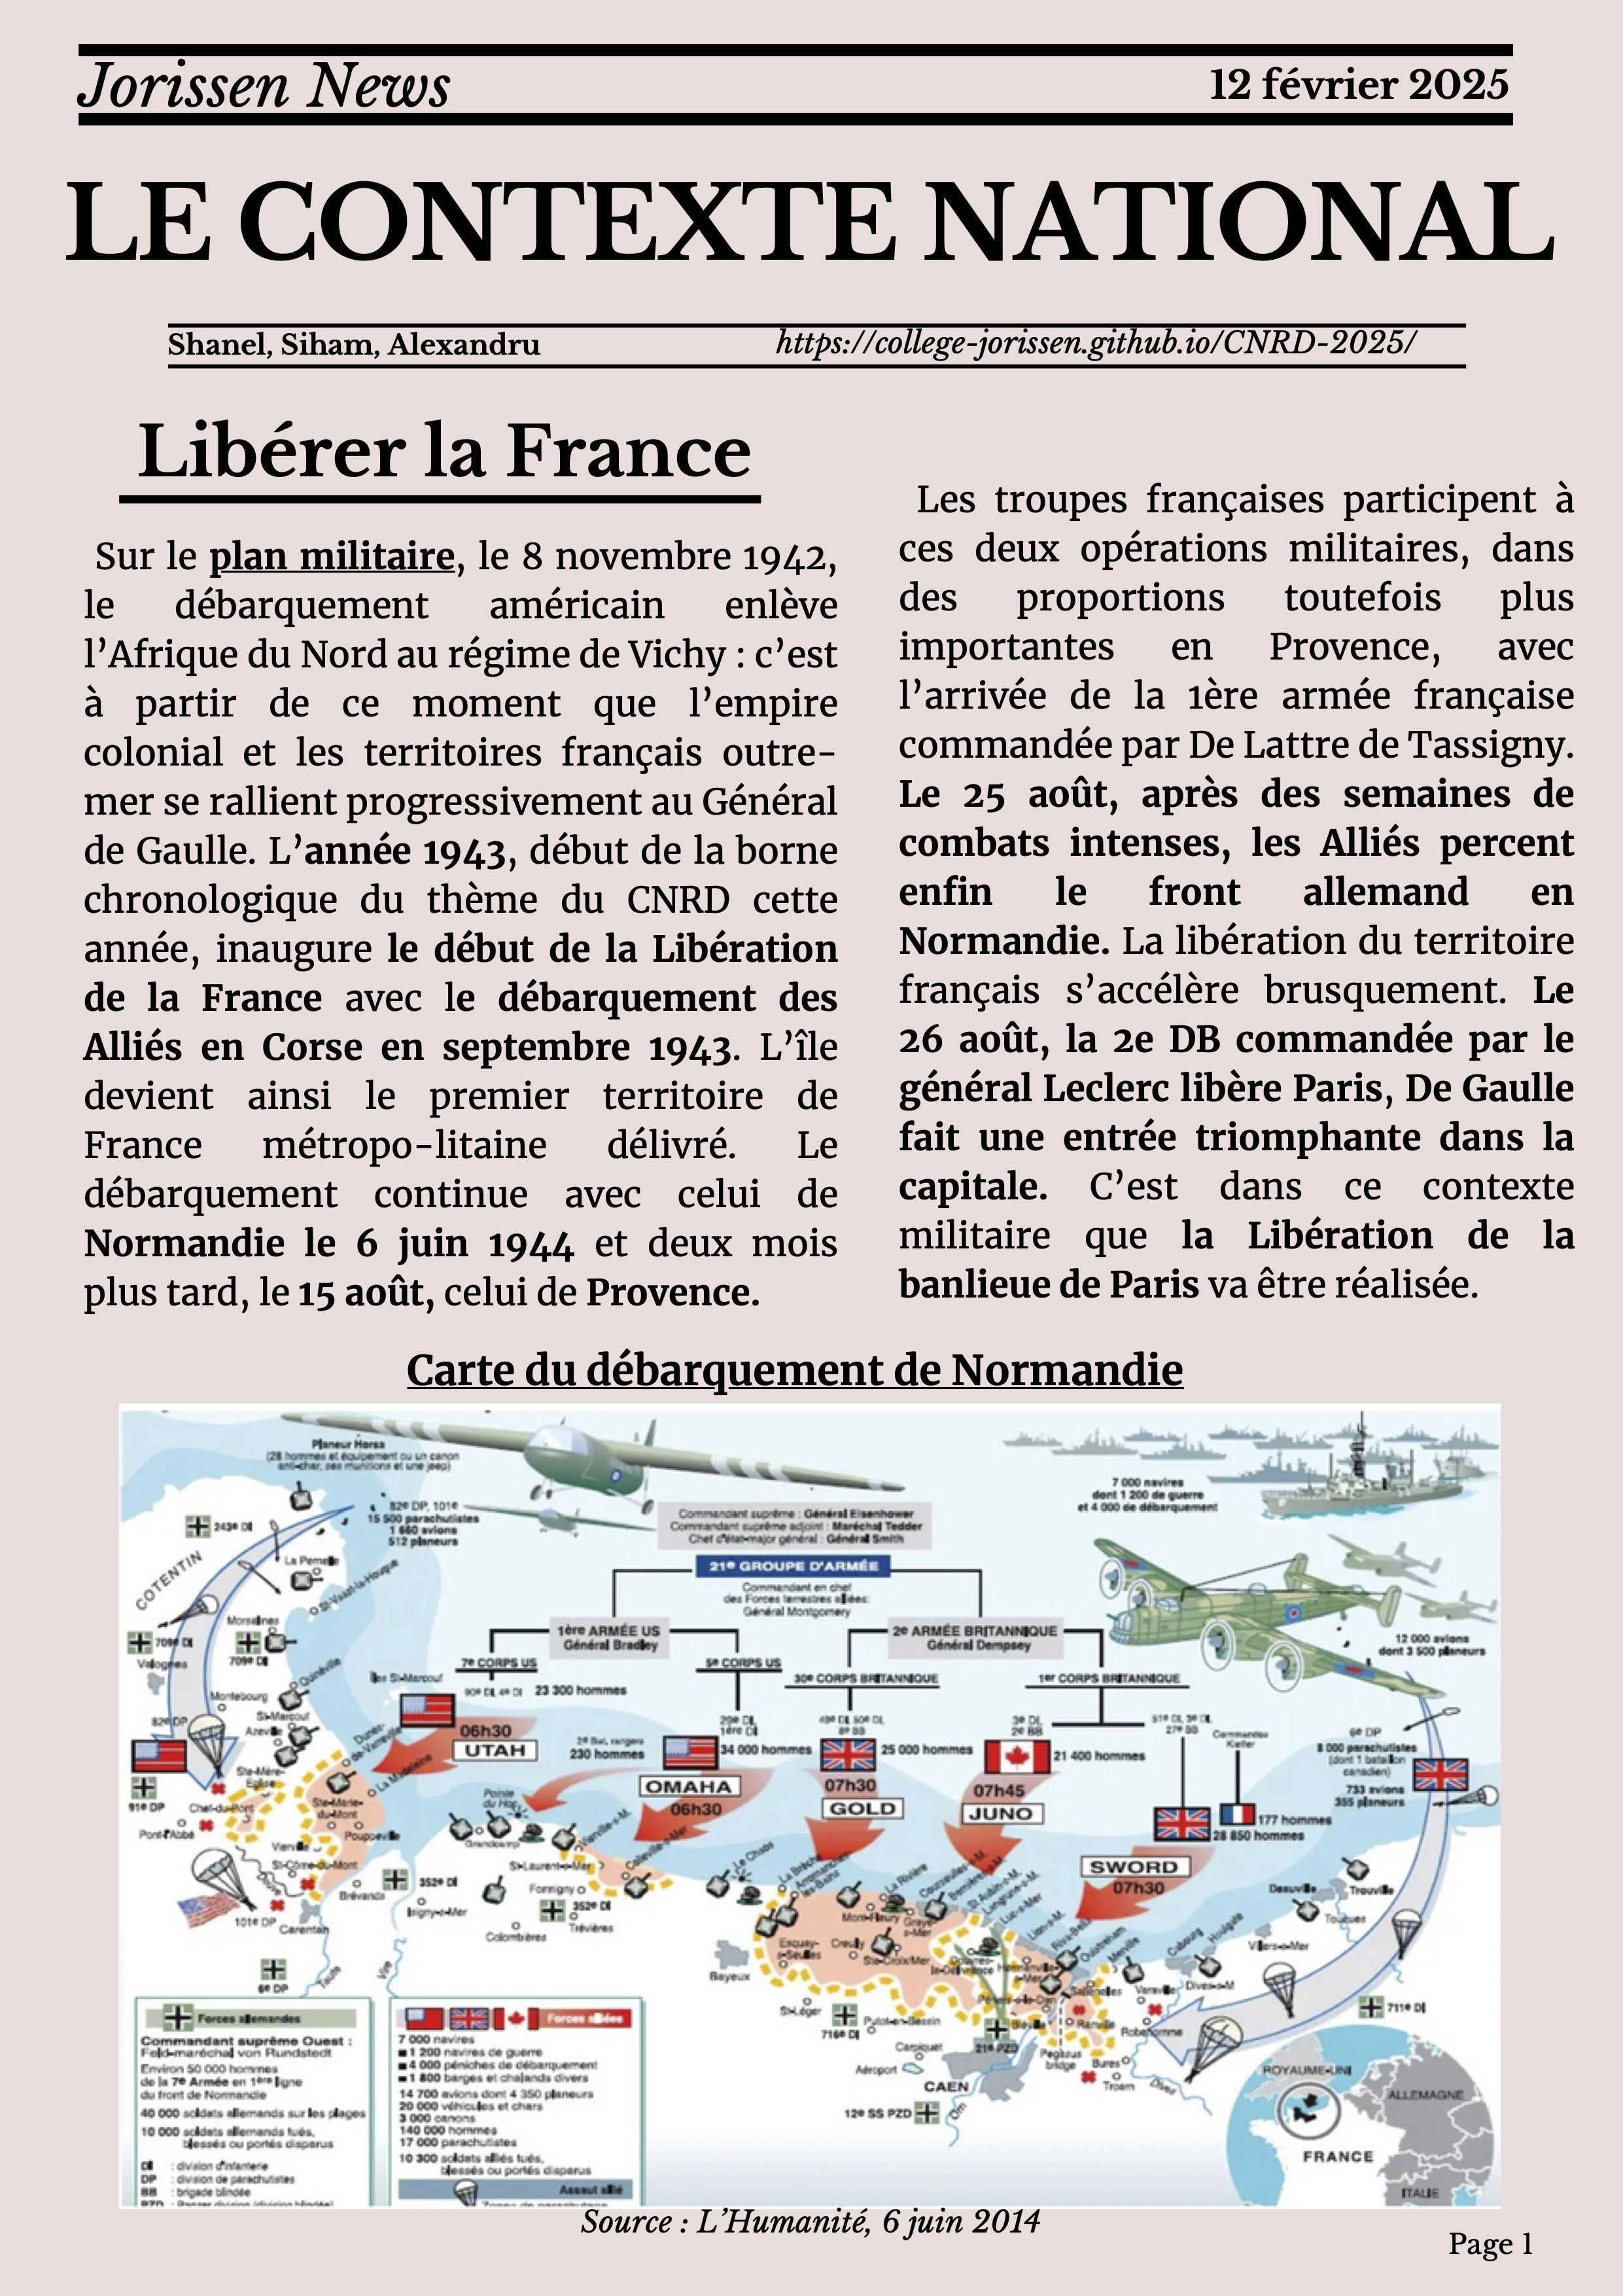 Jorissen News
12 février 2025
LE CONTEXTE NATIONAL
Shanel, Siham, Alexandru
https://college-jorissen.github.io/CNRD-2025/
Libérer la France
Sur le plan militaire, le 8 novembre 1942,
le débarquement américain enlève
l’Afrique du Nord au régime de Vichy : c’est
à partir de ce moment que l’empire
colonial et les territoires français outre-
mer se rallient progressivement au Général
de Gaulle. L’année 1943, début de la borne
chronologique du thème du CNRD cette
année, inaugure le début de la Libération
de la France avec le débarquement des
Alliés en Corse en septembre 1943. L’île
devient ainsi le premier territoire de
France métropo-litaine délivré. Le
débarquement continue avec celui de
Normandie le 6 juin 1944 et deux mois
plus tard, le 15 août, celui de Provence.
Les troupes françaises participent à
ces deux opérations militaires, dans
des proportions toutefois plus
importantes en Provence, avec
l’arrivée de la 1ère armée française
commandée par De Lattre de Tassigny.
Le 25 août, après des semaines de
combats intenses, les Alliés percent
enfin le front allemand en
Normandie. La libération du territoire
français s’accélère brusquement. Le
26 août, la 2e DB commandée par le
général Leclerc libère Paris, De Gaulle
fait une entrée triomphante dans la
capitale. C’est dans ce contexte
militaire que la Libération de la
banlieue de Paris va être réalisée.
Carte du débarquement de Normandie
Planeur Horsa
(28 hommes et équipement ou un canon
anti-char, ses munitions et une jeep)
82e DP, 101e
15 500 parachutistes
1 660 avions
512 planeurs
7 000 navires
dont 1 200 de guerre
et 4 000 de débarquement
Commandant suprême : Général Eisenhower
Commandant suprême adjoint : Maréchal Tedder
Chef d'état-major général : Général Smith
21e GROUPE D'ARMÉE
Commandant en chef
des Forces terrestres alliées:
Général Montgomery
1ère ARMÉE US
Général Bradley
2e ARMÉE BRITANNIQUE
Général Dempsey
12 000 avions
dont 3 500 planeurs
7e CORPS US
5e CORPS US
30e CORPS BRITANNIQUE
1er CORPS BRITANNIQUE
90e DI, 4e DI
23 300 hommes
29e DI,
1ère DI
49e DI, 50e DI,
8e BB
3e DI,
2e BB
51e DI, 3e DI,
27e BB
Commandos
Kieffer
2e Bat. rangers
230 hommes
34 000 hommes
25 000 hommes
21 400 hommes
177 hommes
28 850 hommes
6e DP
8 000 parachutistes
(dont 1 bataillon
canadien)
733 avions
355 planeurs
06h30
UTAH
OMAHA
06h30
07h30
GOLD
07h45
JUNO
SWORD
07h30
COTENTIN
243e DI
La Pernelle
St-Vaast-la-Hougue
Morsalines
709e DI
709e DI
Valognes
Quinéville
Îles St-Marcouf
Montebourg
St-Marcouf
Azeville
82e DP
Dunes-
de-Varreville
La Madeleine
Ste-Mère-
Eglise
91e DP
Chef-du-Pont
Pont-l'Abbé
Ste-Marie-
du-Mont
Pouppeville
Vierville
St-Côme-du-Mont
Douve
101e DP
Carentan
Brévands
6e DP
Taute
Vire
352e DI
Isigny-s-Mer
Pointe
du Hoc
Grandcamp
Vierville-s-M.
St-Laurent-s-Mer
Colleville-s-Mer
Formigny
352e DI
Trévières
Colombières
Le Chaos
Bayeux
La Brèche
Arromanches-
les-Bains
La Rivière
Courseulles-s-M.
Bernières-s-M.
St Aubin-s-M.
Langrune-s-M.
Luc-s-Mer
Lion-s-M.
Riva-Bella
Ouistreham
Merville
Cabourg
Houlgate
Mont-Fleury
Graye-
s-Mer
Esquay-
s-Seulles
Creully
Ste-Croix/Mer
Douvres-
la-Délivrande
Hermanville-
s-Mer
Périers-s-le-Dan
St-Léger
716e DI
Putot-en-Bessin
Carpiquet
Aéroport
CAEN
12e SS PZD
21e PZD
Bléville
Pegasus
bridge
Sallenelles
Ranville
Varaville
Robehomme
Bures
Troarn
Dives
Orn
Dives-s-M
Villers-s-Mer
Deauville
Trouville
Touques
711e DI
Forces allemandes
Commandant suprême Ouest :
Feld-maréchal von Rundstedt
Environ 50 000 hommes
de la 7e Armée en 1ère ligne
du front de Normandie
40 000 soldats allemands sur les plages
10 000 soldats allemands tués,
blessés ou portés disparus
DI : division d'infanterie
DP : division de parachutistes
BB : brigade blindée
PZD : Panzer division (division blindée)
Forces alliées
7 000 navires
1 200 navires de guerre
4 000 péniches de débarquement
1 800 barges et chalands divers
14 700 avions dont 4 350 planeurs
20 000 véhicules et chars
3 000 canons
140 000 hommes
17 000 parachutistes
10 300 soldats alliés tués,
blessés ou portés disparus
Assaut allié
ROYAUME-UNI
ALLEMAGNE
FRANCE
ITALIE
Source : L’Humanité, 6 juin 2014
Page 1